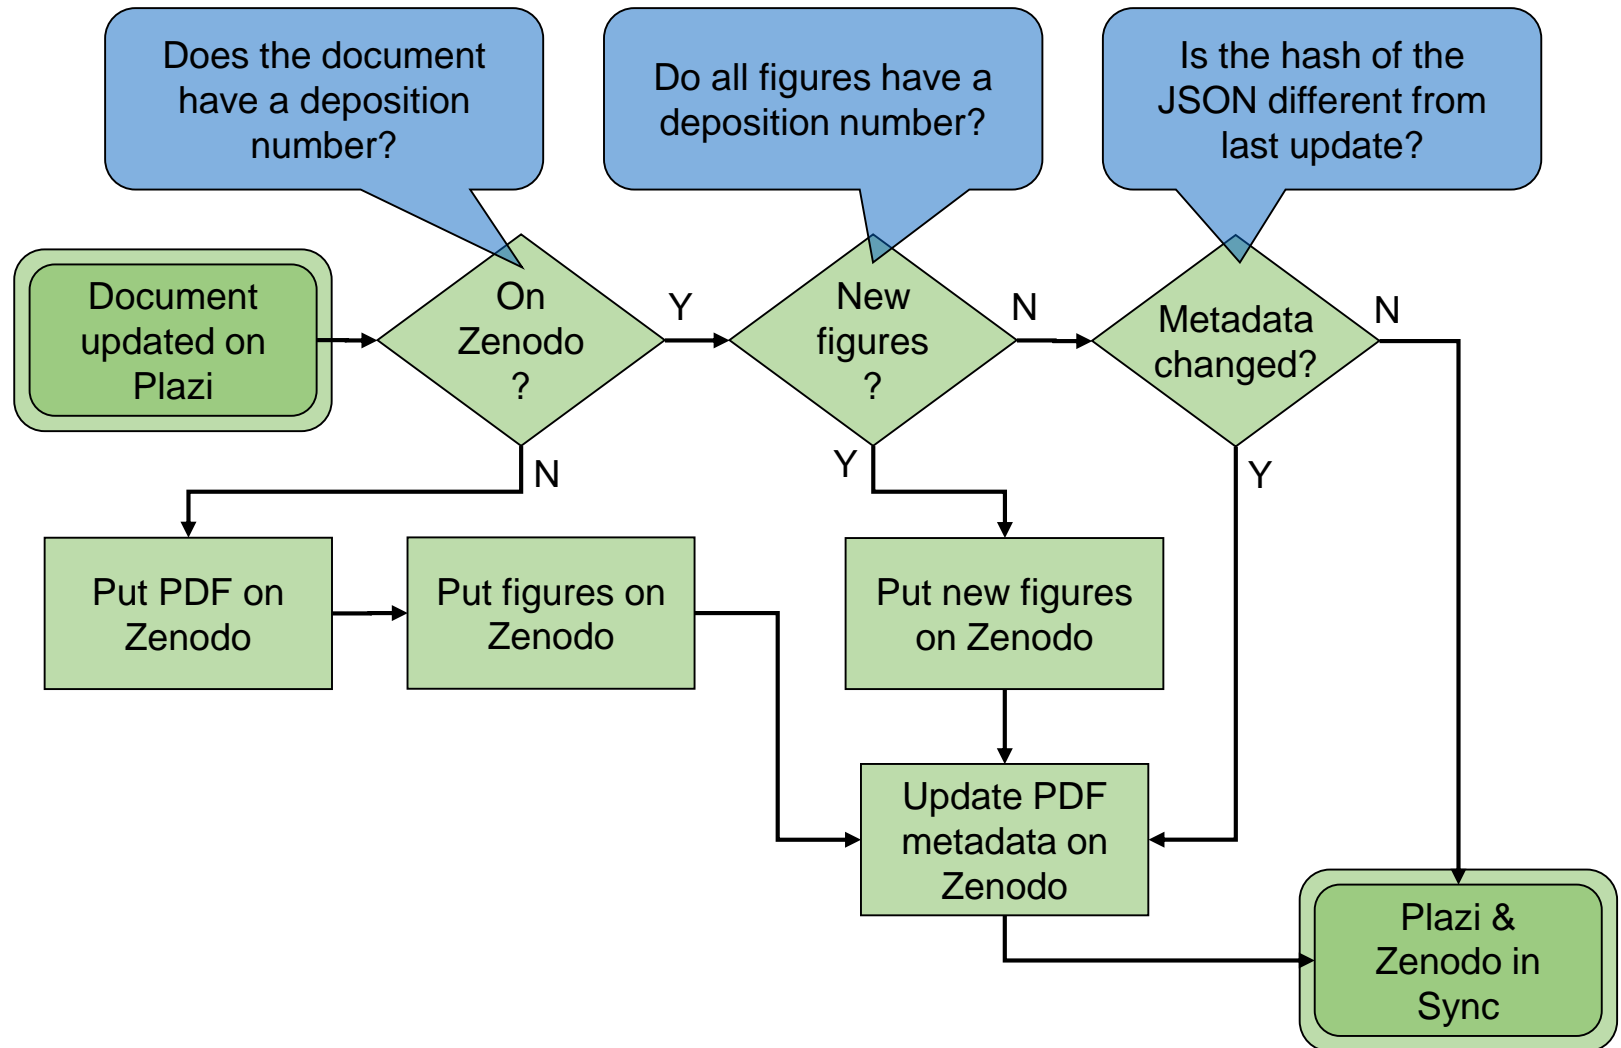 Does the document
have a deposition
number?
Do all figures have a
deposition number?
Is the hash of the
JSON different from
last update?
Document
updated on
Plazi
On
Zenodo
?
Y
New
figures
?
N
Metadata
changed?
N
N
Y
Y
Put PDF on
Zenodo
Put figures on
Zenodo
Put new figures
on Zenodo
Update PDF
metadata on
Zenodo
Plazi &
Zenodo in
Sync